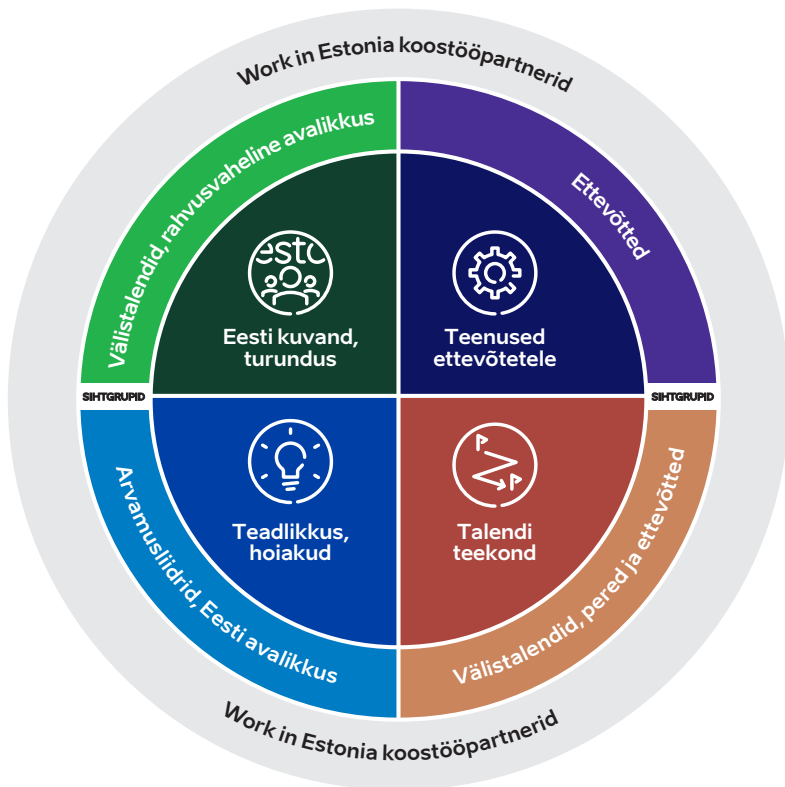 Work in Estonia koostööpartnerid
Välistalendid, rahvusvaheline avalikkus
Ettevõtted
esto
Eesti kuvand,
turundus
Teenused
ettevõtetele
SIHTGRUPID
SIHTGRUPID
Teadlikkus,
hoiakud
Talendi
teekond
Arvamusliidrid, Eesti avalikkus
Välistalendid, pered ja ettevõtted
Work in Estonia koostööpartnerid